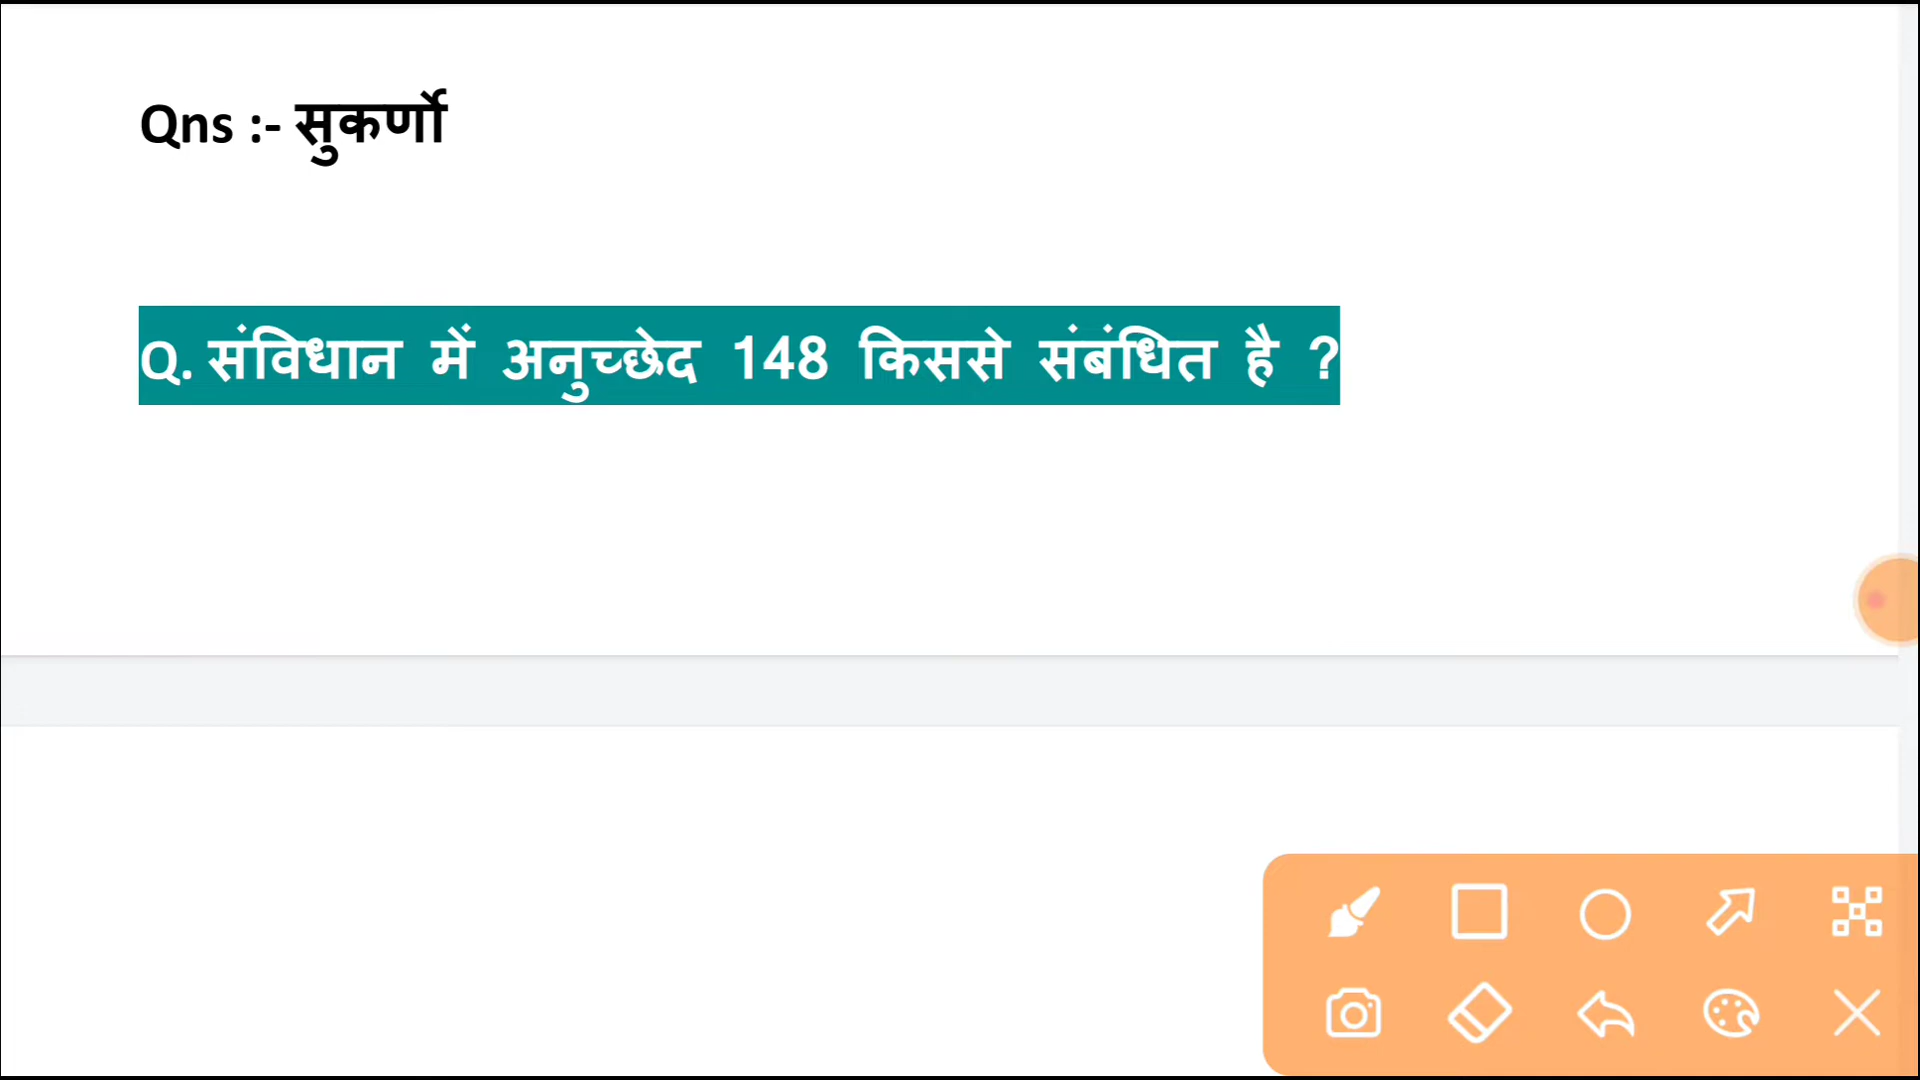 Qns :- सुकर्णो
Q. संविधान में अनुच्छेद 148 किससे संबंधित है ?